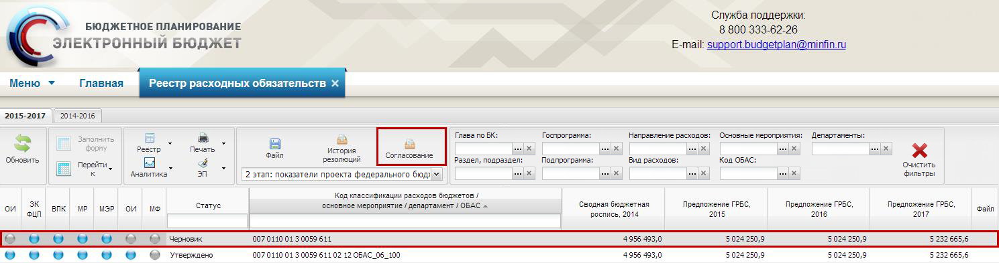 БЮДЖЕТНОЕ ПЛАНИРОВАНИЕ
ЭЛЕКТРОННЫЙ БЮДЖЕТ
Служба поддержки:
8 800 333-62-26
E-mail: support.budgetplan@minfin.ru
Меню Главная Реестр расходных обязательств
2015-2017 2014-2016
Обновить
Заполнить
форму
Перейти
к
Реестр
Печать
Аналитика
ЭП
Файл
История
резолюций
Согласование
2 этап: показатели проекта федерального бюдж
Глава по БК: Госпрограмма: Направление расходов: Основные мероприятия: Департаменты:
Раздел, подраздел: Подпрограмма: Вид расходов: Код ОБАС:
Очистить
фильтры
ОИ
ЗК
ФЦП
ВПК
МР
МЭР
ОИ
МФ
Статус
Код классификации расходов бюджетов /
основное мероприятие / департамент / ОБАС
Сводная бюджетная
роспись, 2014
Предложение ГРБС,
2015
Предложение ГРБС,
2016
Предложение ГРБС,
2017
Файл
Черновик 007 0110 01 3 0059 611 4 956 493,0 5 024 250,9 5 024 250,9 5 232 665,6
Утверждено 007 0110 01 3 0059 611 02 12 ОБАС_06_100 4 956 493,0 5 024 250,9 5 024 250,9 5 232 665,6